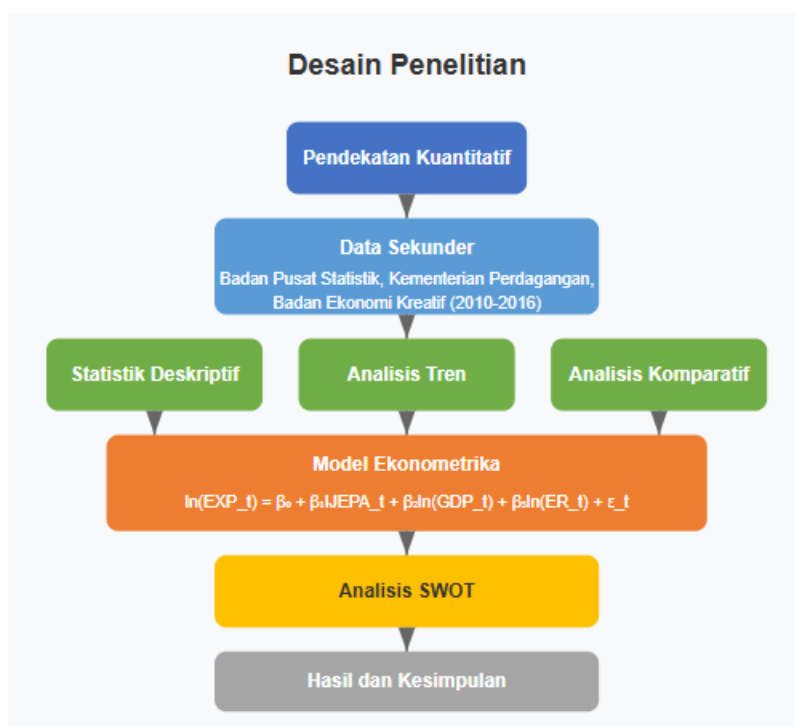 Desain Penelitian
Pendekatan Kuantitatif
Data Sekunder
Badan Pusat Statistik, Kementerian Perdagangan,
Badan Ekonomi Kreatif (2010-2016)
Statistik Deskriptif
Analisis Tren
Analisis Komparatif
Model Ekonometrika
ln(EXP_t) = β₀ + β₁IJEPA_t + β₂ln(GDP_t) + β₃ln(ER_t) + ε_t
Analisis SWOT
Hasil dan Kesimpulan